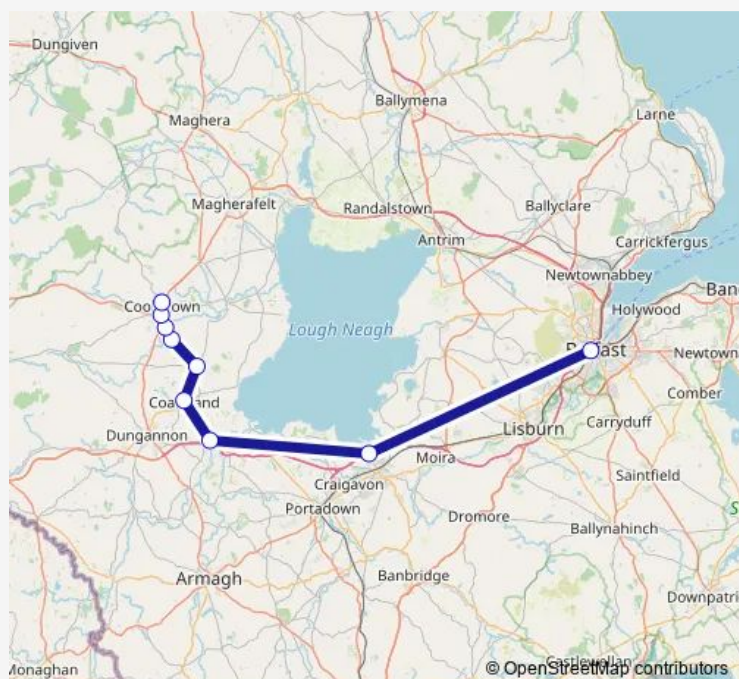 Dungiven
Ballymena
Maghera
Larne
Magherafelt
Randalstown
Ballyclare
Antrim
Carrickfergus
Newtownabbey
Ban
Holywood
Lough Neagh
Newtown
Comber
Dungannon
Lisburn
Carryduff
Moira
Craigavon
Saintfield
Portadown
Dromore
Ballynahinch
Armagh
Banbridge
Downpatri
Monaghan
© OpenStreetMap contributors